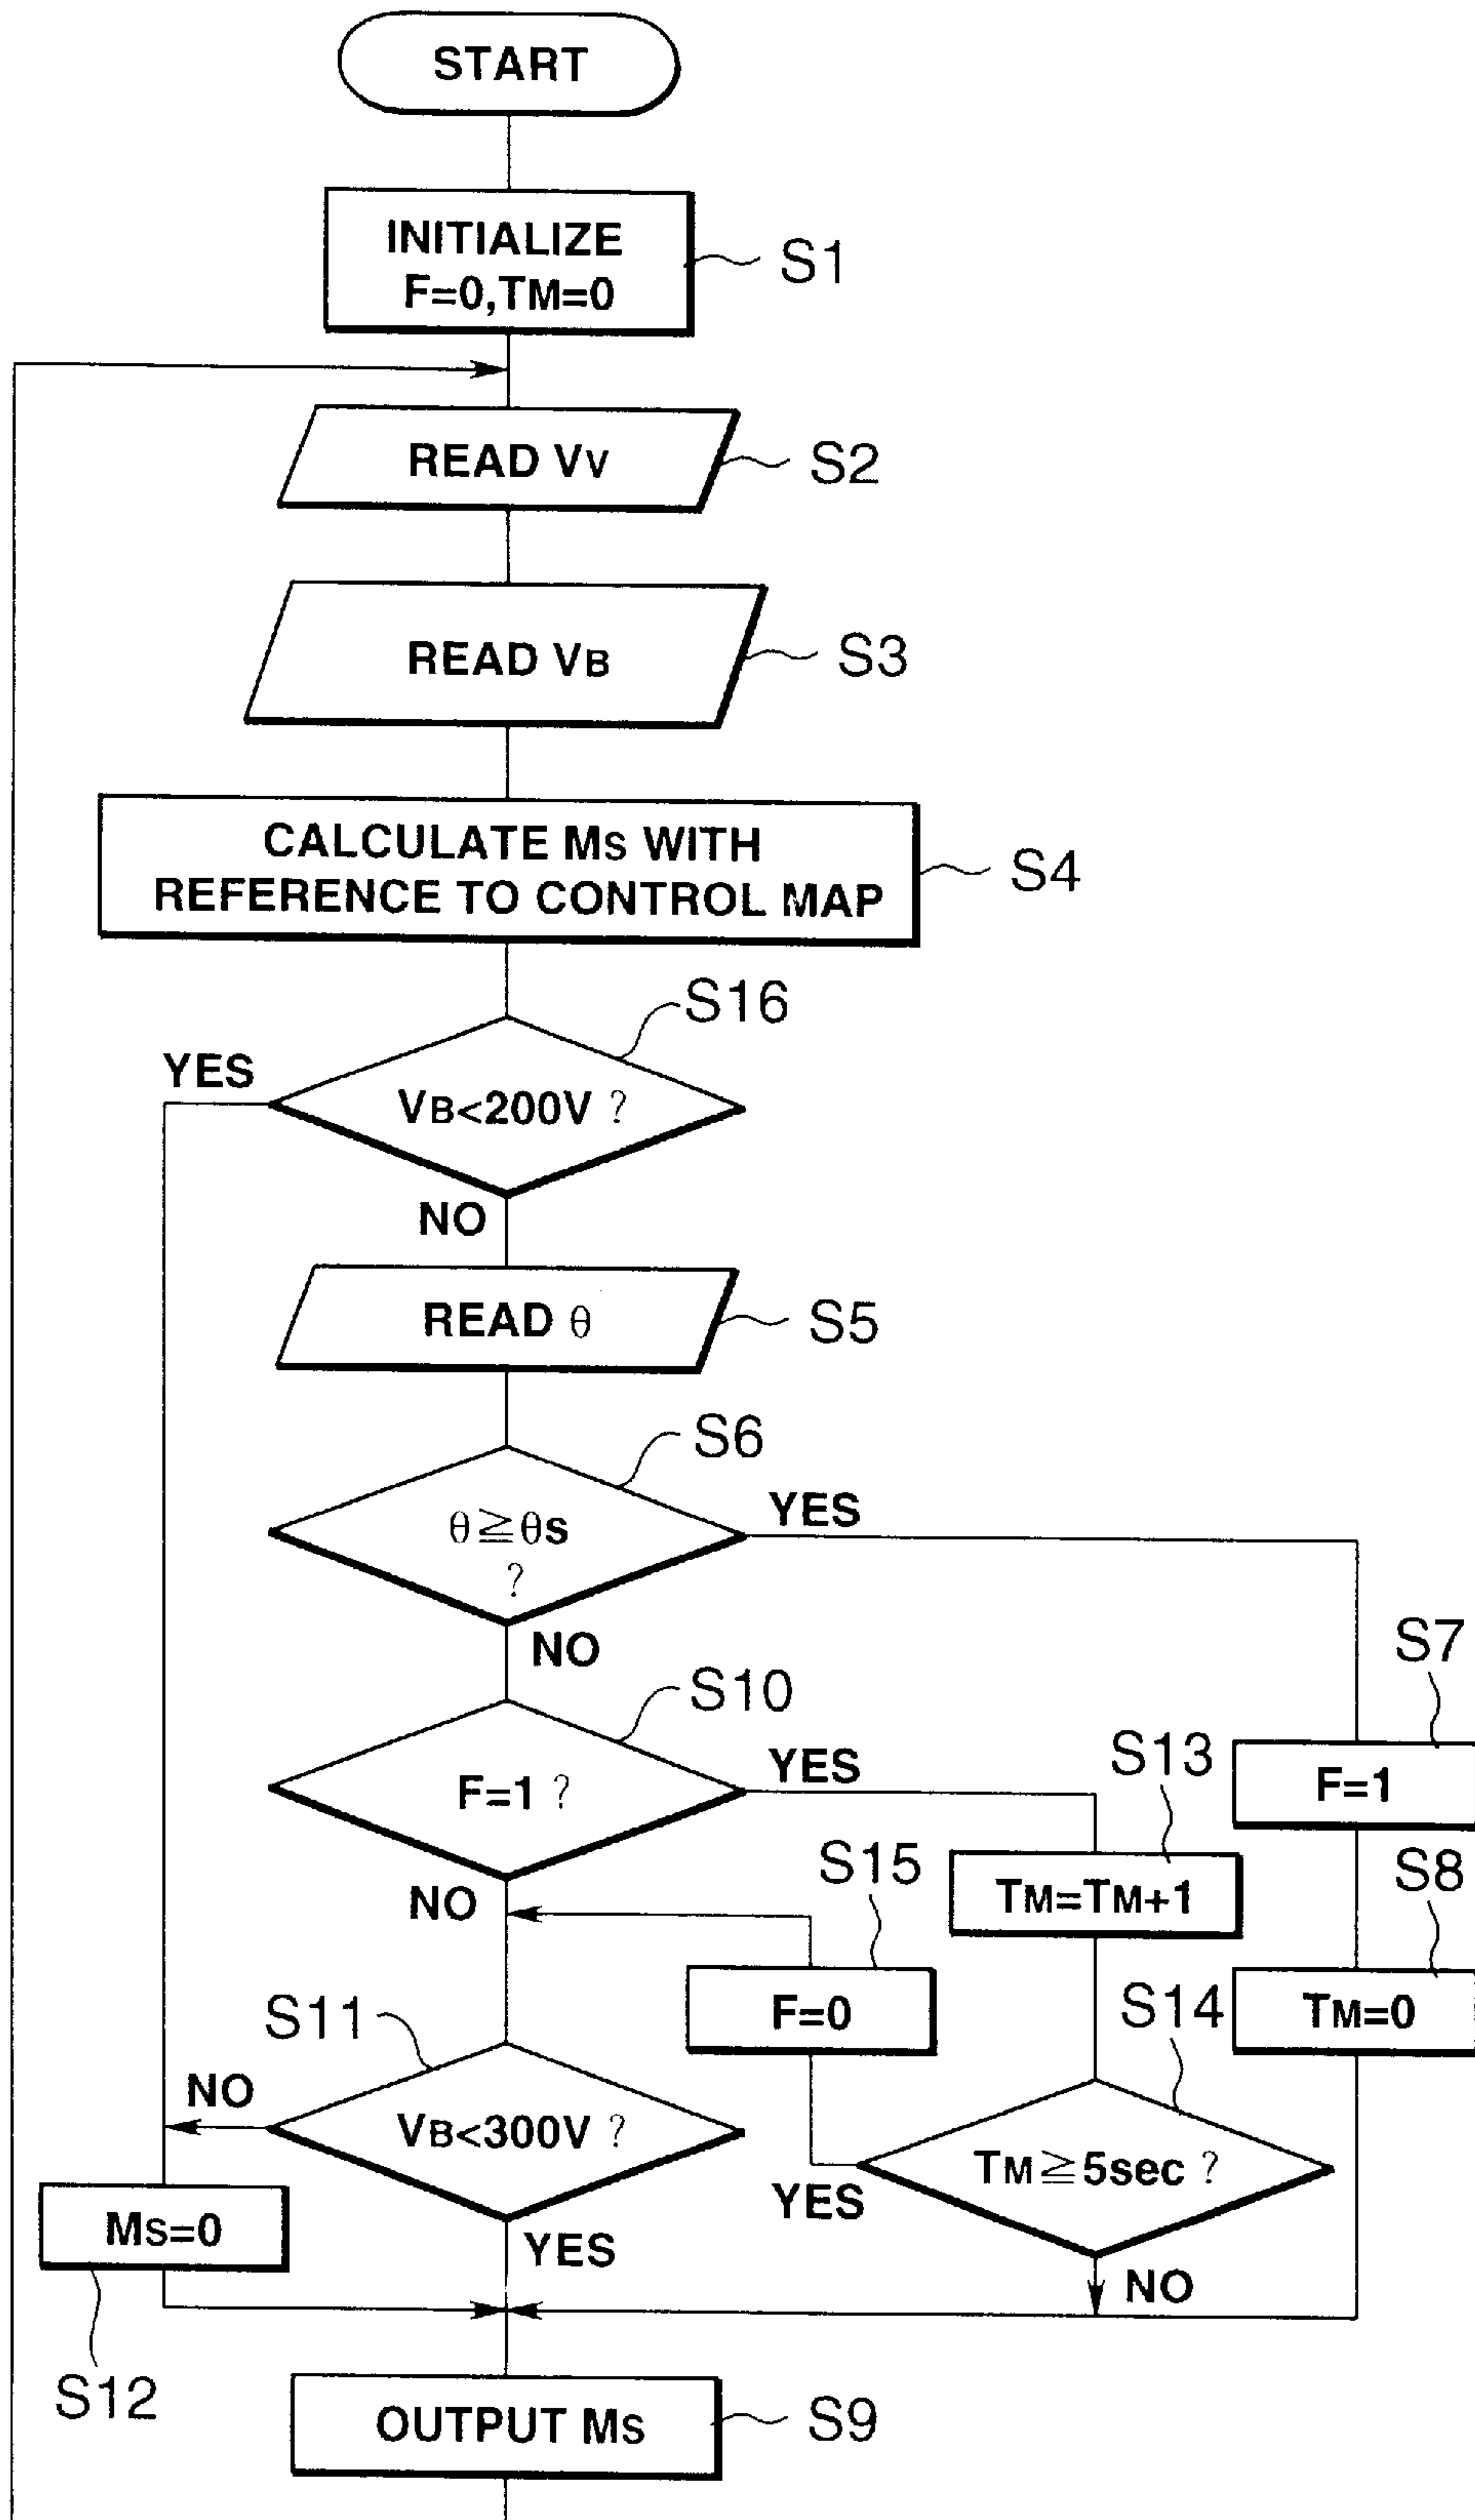 START
INITIALIZE
F=0,TM=0
S1
READ VV
S2
READ VB
S3
CALCULATE MS WITH
REFERENCE TO CONTROL MAP
S4
S16
YES
VB<200V ?
NO
READ θ
S5
S6
θ≧θs
?
YES
NO
S7
S10
F=1 ?
YES
S13
F=1
NO
S15
TM=TM+1
S8
S11
F=0
S14
TM=0
NO
VB<300V ?
TM≧5sec ?
YES
MS=0
YES
NO
S12
OUTPUT MS
S9